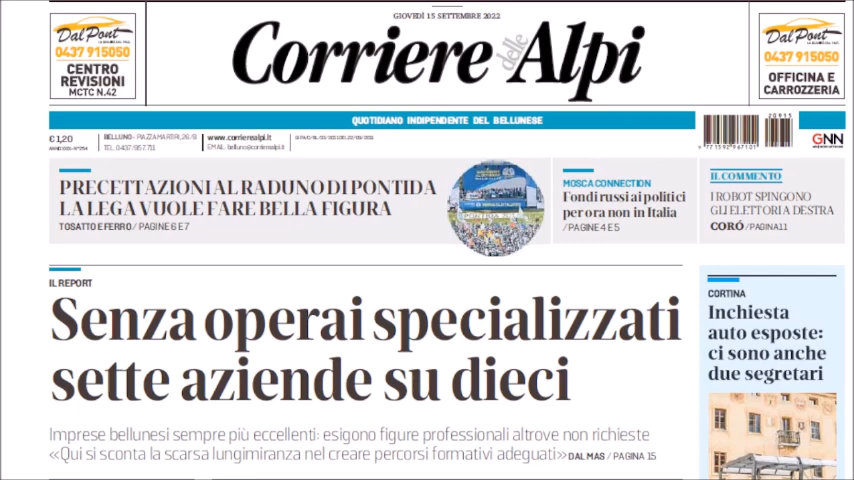 GIOVEDÌ 15 SETTEMBRE 2022
Dal Pont
0437 915050
CENTRO
REVISIONI
MCTC N.42
Corriere delle Alpi
Dal Pont
0437 915050
OFFICINA E
CARROZZERIA
QUOTIDIANO INDIPENDENTE DEL BELLUNESE
€ 1,20
BELLUNO - PIAZZA MARTIRI, 26/B
TEL. 0437/957.711
www.corrierealpi.it
EMAIL: belluno@corrierealpi.it
20915
9 771592 967101
GNN
PRECETTAZIONI AL RADUNO DI PONTIDA
LA LEGA VUOLE FARE BELLA FIGURA
TOSATTO E FERRO / PAGINE 6 E 7
MOSCA CONNECTION
Fondi russi ai politici
per ora non in Italia
/ PAGINE 4 E 5
IL COMMENTO
I ROBOT SPINGONO
GLI ELETTORI A DESTRA
CORÓ / PAGINA 11
IL REPORT
Senza operai specializzati
sette aziende su dieci
Imprese bellunesi sempre più eccellenti: esigono figure professionali altrove non richieste
«Qui si sconta la scarsa lungimiranza nel creare percorsi formativi adeguati» DAL MAS / PAGINA 15
CORTINA
Inchiesta
auto esposte:
ci sono anche
due segretari